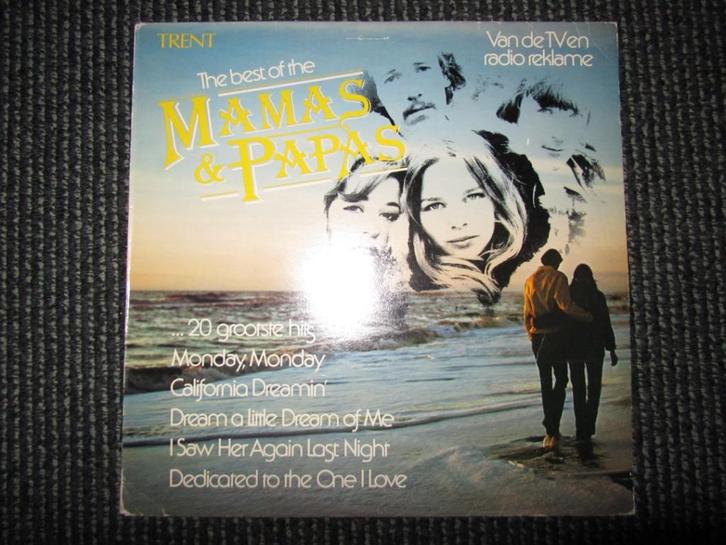 TRENT
Van de TV en
radio reklame
The best of the
MAMAS
& PAPAS
...20 grootste hits
Monday, Monday
California Dreamin'
Dream a little Dream of Me
I Saw Her Again Last Night
Dedicated to the One I Love